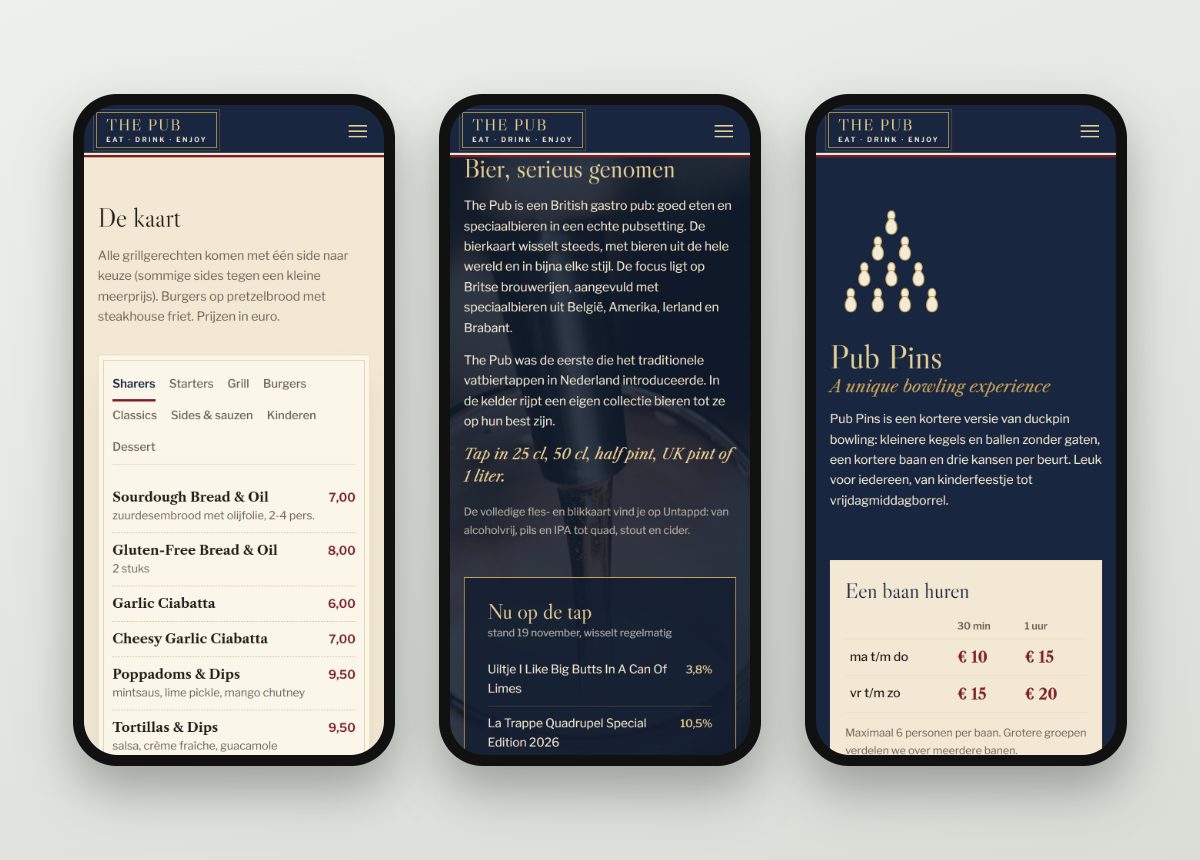 THE PUB
EAT · DRINK · ENJOY
De kaart
Alle grillgerechten komen met één side naar
keuze (sommige sides tegen een kleine
meerprijs). Burgers op pretzelbrood met
steakhouse friet. Prijzen in euro.
Sharers Starters Grill Burgers
Classics Sides & sauzen Kinderen
Dessert
Sourdough Bread & Oil 7,00
zuurdesembrood met olijfolie, 2-4 pers.
Gluten-Free Bread & Oil 8,00
2 stuks
Garlic Ciabatta 6,00
Cheesy Garlic Ciabatta 7,00
Poppadoms & Dips 9,50
mintsaus, lime pickle, mango chutney
Tortillas & Dips 9,50
salsa, crème fraîche, guacamole
THE PUB
EAT · DRINK · ENJOY
Bier, serieus genomen
The Pub is een British gastro pub: goed eten en
speciaalbieren in een echte pubsetting. De
bierkaart wisselt steeds, met bieren uit de hele
wereld en in bijna elke stijl. De focus ligt op
Britse brouwerijen, aangevuld met
speciaalbieren uit België, Amerika, Ierland en
Brabant.
The Pub was de eerste die het traditionele
vatbiertappen in Nederland introduceerde. In
de kelder rijpt een eigen collectie bieren tot ze
op hun best zijn.
Tap in 25 cl, 50 cl, half pint, UK pint of
1 liter.
De volledige fles- en blikkaart vind je op Untappd: van
alcoholvrij, pils en IPA tot quad, stout en cider.
Nu op de tap
stand 19 november, wisselt regelmatig
Uiltje I Like Big Butts In A Can Of 3,8%
Limes
La Trappe Quadrupel Special 10,5%
Edition 2026
THE PUB
EAT · DRINK · ENJOY
Pub Pins
A unique bowling experience
Pub Pins is een kortere versie van duckpin
bowling: kleinere kegels en ballen zonder gaten,
een kortere baan en drie kansen per beurt. Leuk
voor iedereen, van kinderfeestje tot
vrijdagmiddagborrel.
Een baan huren
30 min 1 uur
ma t/m do € 10 € 15
vr t/m zo € 15 € 20
Maximaal 6 personen per baan. Grotere groepen
verdelen we over meerdere banen.